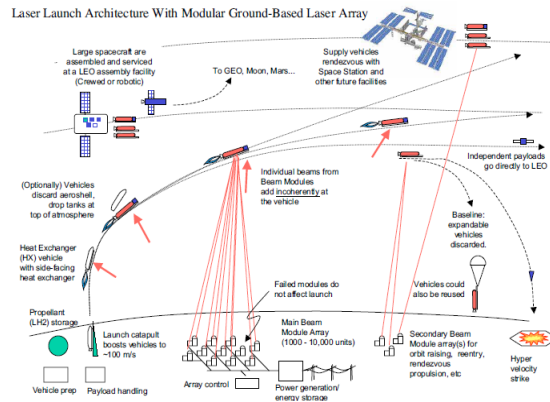 Laser Launch Architecture With Modular Ground-Based Laser Array
Large spacecraft are
assembled and serviced
at a LEO assembly facility
(Crewed or robotic)
To GEO, Moon, Mars...
Supply vehicles
rendezvous with
Space Station and
other future facilities
Individual beams from
Beam Modules
add incoherently at
the vehicle
Independent payloads
go directly to LEO
(Optionally) Vehicles
discard aeroshell,
drop tanks at
top of atmosphere
Baseline:
expandable
vehicles
discarded.
Heat Exchanger
(HX) vehicle
with side-facing
heat exchanger
Failed modules do
not affect launch
Vehicles could
also be reused
Propellant
(LH2) storage
Launch catapult
boosts vehicles to
~100 m/s
Main Beam
Module Array
(1000 - 10,000 units)
Secondary Beam
Module array(s) for
orbit raising, reentry,
rendezvous
propulsion, etc
Hyper
velocity
strike
Vehicle prep
Payload handling
Array control
Power generation/
energy storage